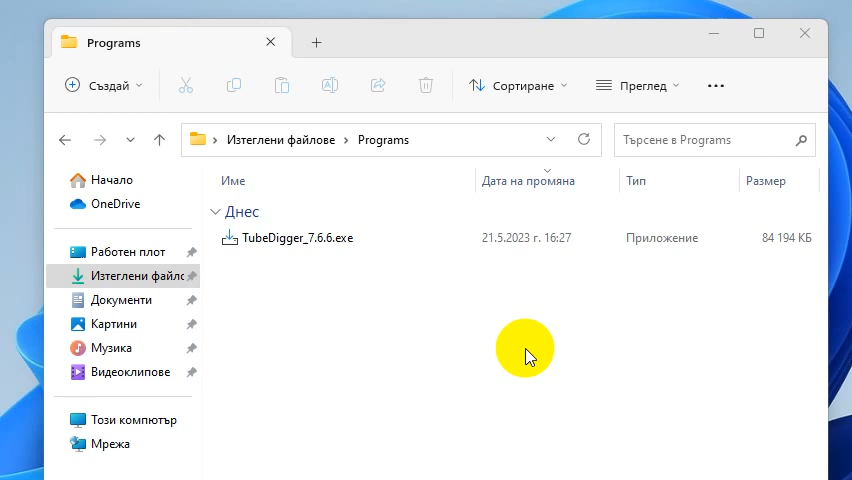 Programs
Създай
Сортиране
Преглед
Изтеглени файлове
Programs
Търсене в Programs
Начало
OneDrive
Работен плот
Изтеглени файлс
Документи
Картини
Музика
Видеоклипове
Този компютър
Мрежа
Име
Дата на промяна
Тип
Размер
Днес
TubeDigger_7.6.6.exe
21.5.2023 г. 16:27
Приложение
84 194 КБ